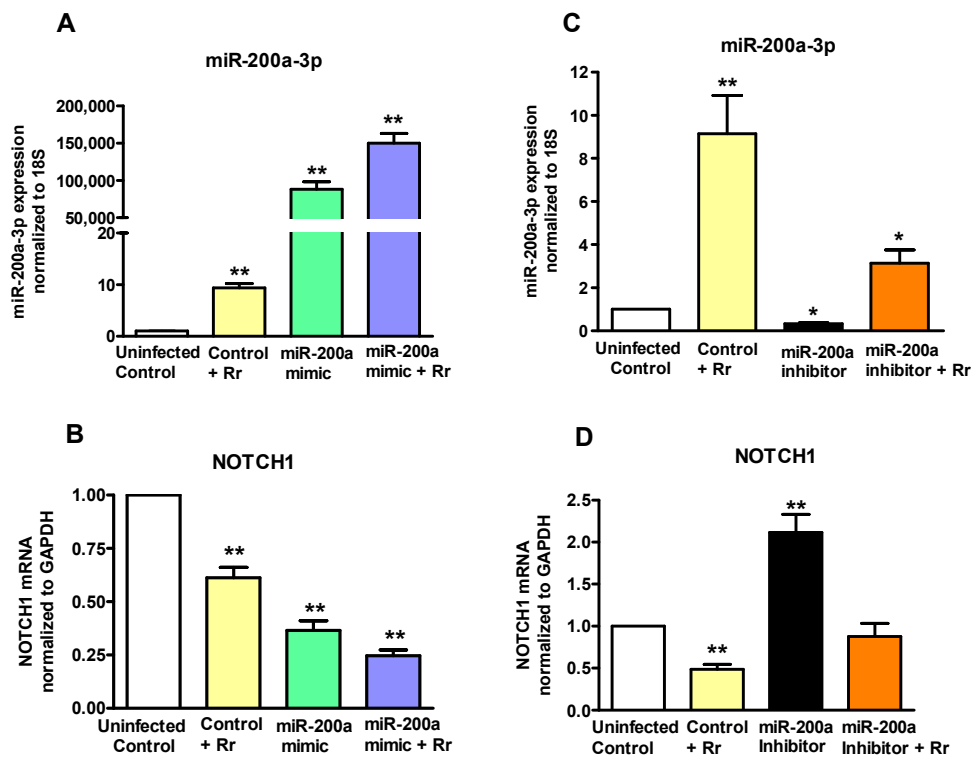 A
miR-200a-3p
miR-200a-3p expression
normalized to 18S
200,000
150,000
100,000
50,000
20
10
0
**
**
**
Uninfected
Control
Control
+ Rr
miR-200a
mimic
miR-200a
mimic + Rr
C
miR-200a-3p
miR-200a-3p expression
normalized to 18S
12
10
8
6
4
2
0
**
*
*
Uninfected
Control
Control
+ Rr
miR-200a
inhibitor
miR-200a
inhibitor + Rr
B
NOTCH1
NOTCH1 mRNA
normalized to GAPDH
1.00
0.75
0.50
0.25
0.00
**
**
**
Uninfected
Control
Control
+ Rr
miR-200a
mimic
miR-200a
mimic + Rr
D
NOTCH1
NOTCH1 mRNA
normalized to GAPDH
2.5
2.0
1.5
1.0
0.5
0.0
**
**
Uninfected
Control
Control
+ Rr
miR-200a
Inhibitor
miR-200a
Inhibitor + Rr